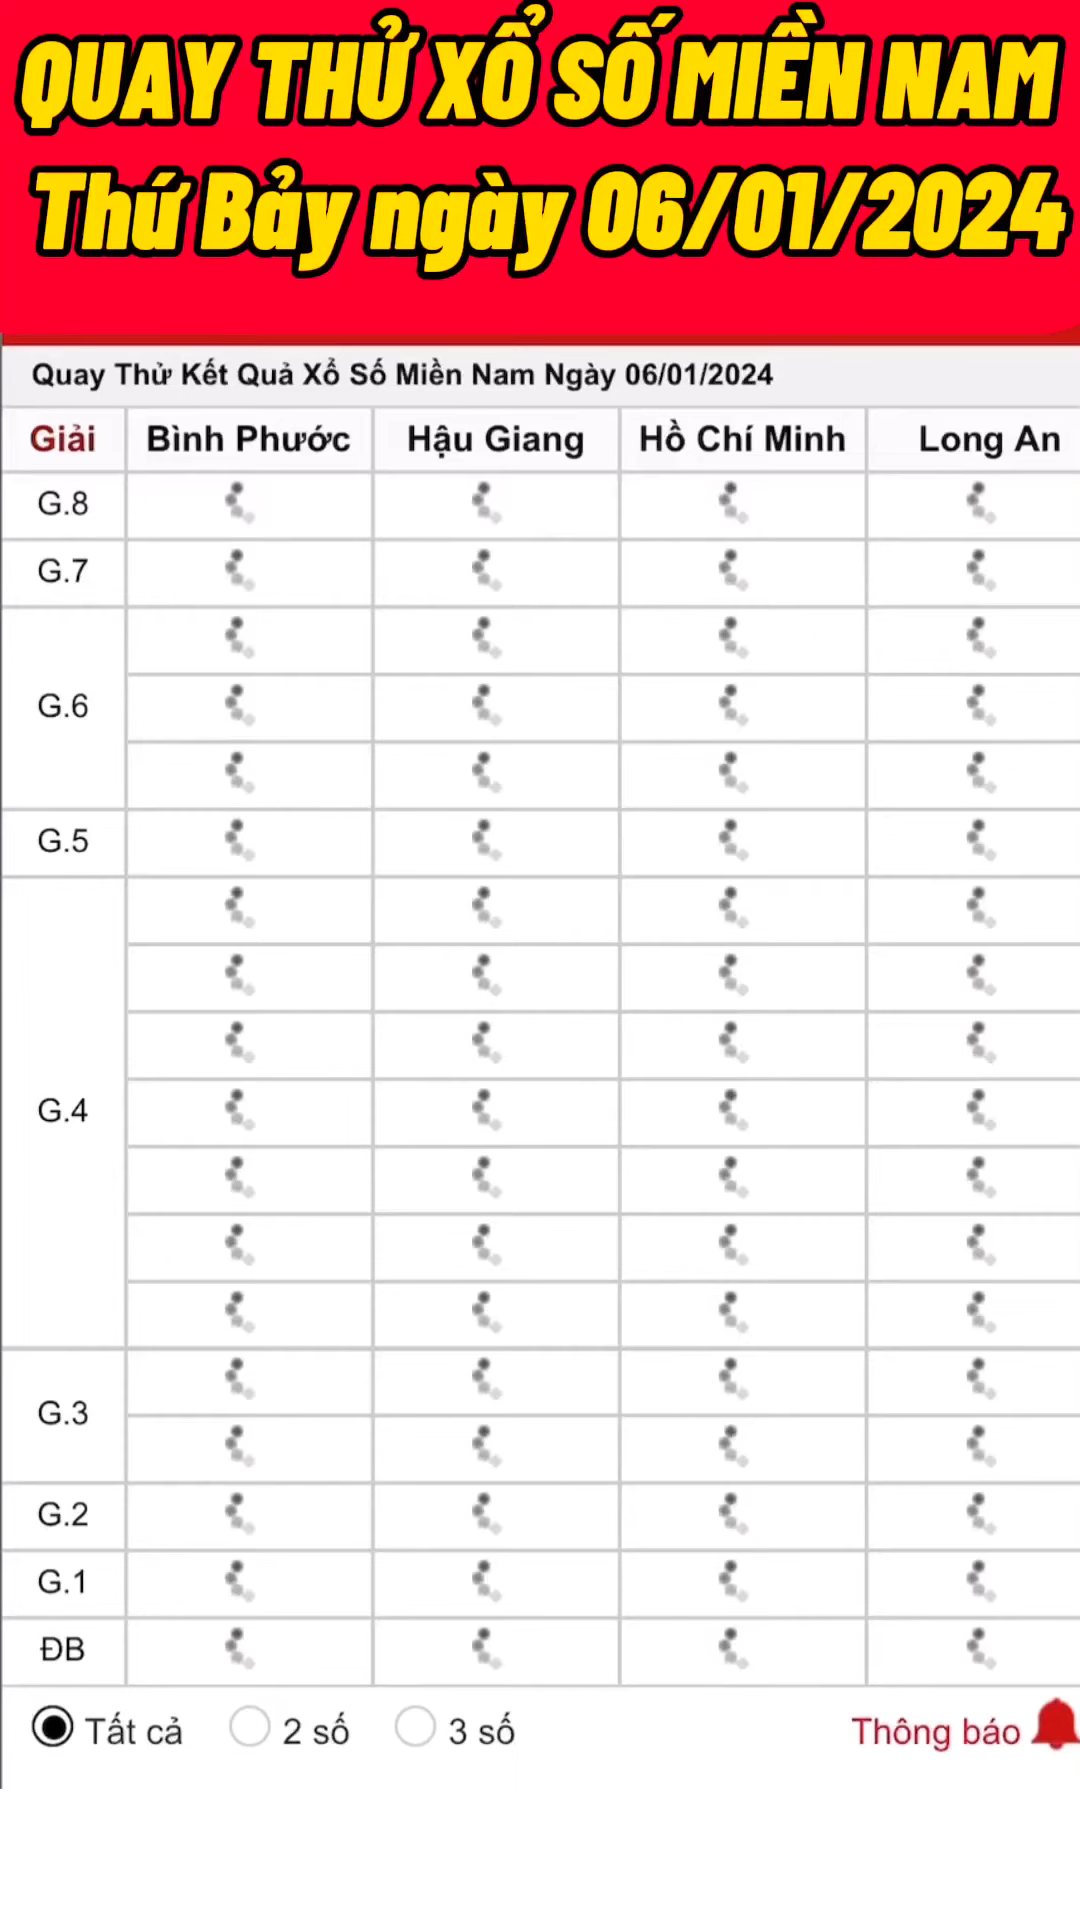 QUAY THỬ XỔ SỐ MIỀN NAM
Thứ Bảy ngày 06/01/2024
Quay Thử Kết Quả Xổ Số Miền Nam Ngày 06/01/2024
Giải Bình Phước Hậu Giang Hồ Chí Minh Long An
G.8
G.7
G.6
G.5
G.4
G.3
G.2
G.1
ĐB
Tất cả 2 số 3 số Thông báo